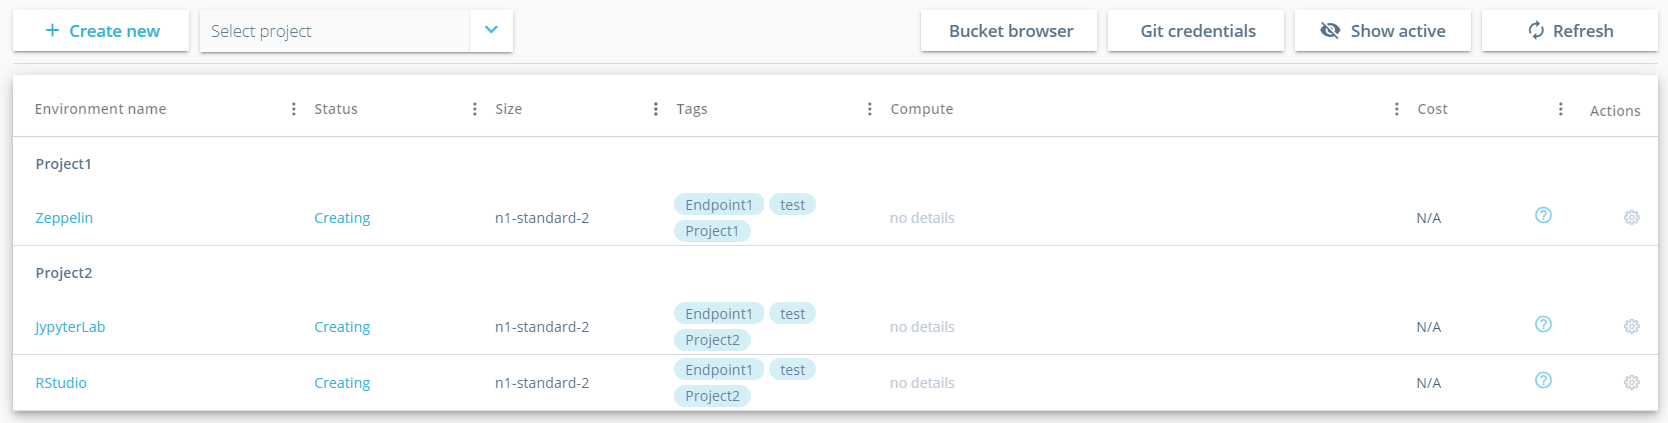 Create new Select project Bucket browser Git credentials Show active Refresh
Environment name Status Size Tags Compute Cost Actions
Project1
Zeppelin Creating n1-standard-2 Endpoint1 test no details N/A
Project1
Project2
JypyterLab Creating n1-standard-2 Endpoint1 test no details N/A
Project2
RStudio Creating n1-standard-2 Endpoint1 test no details N/A
Project2